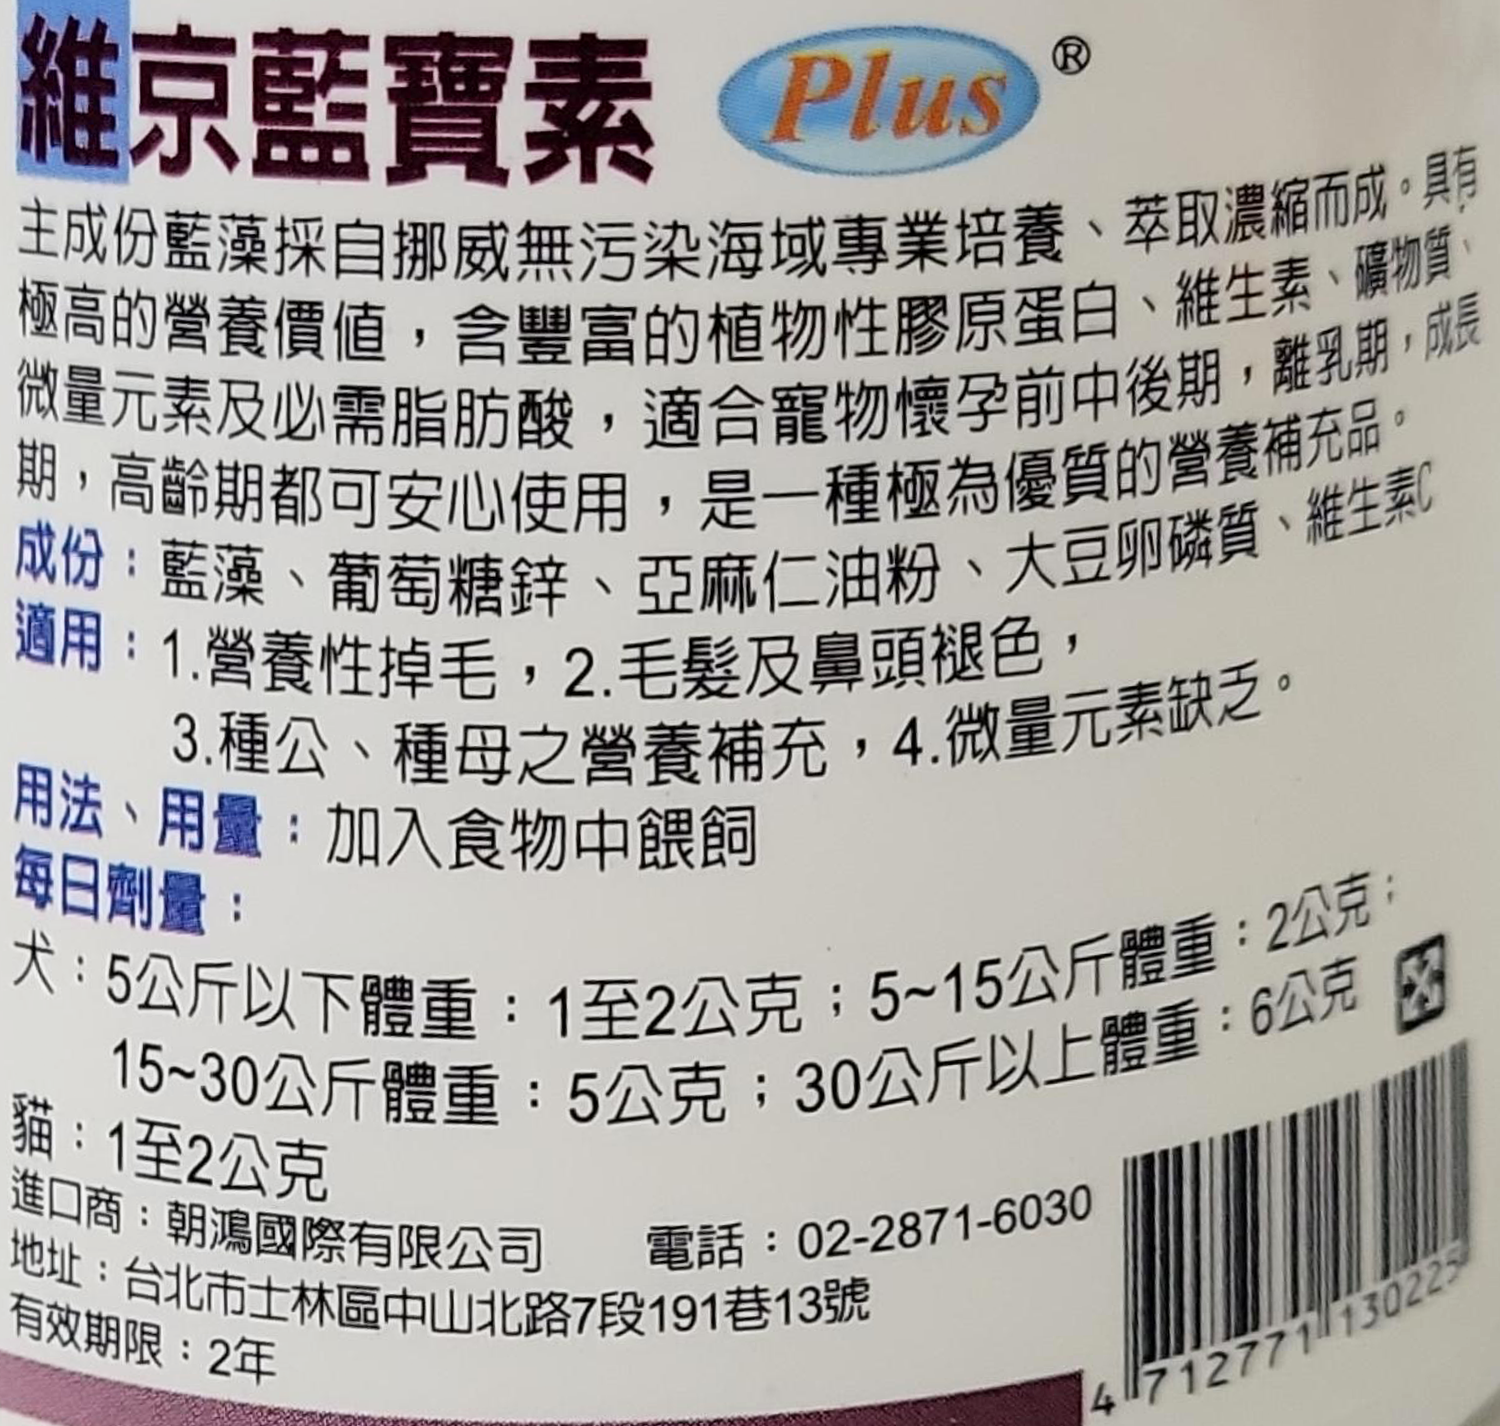 維京藍寶素 Plus ®
主成份藍藻採自挪威無污染海域專業培養、萃取濃縮而成。具有
極高的營養價值，含豐富的植物性膠原蛋白、維生素、礦物質、
微量元素及必需脂肪酸，適合寵物懷孕前中後期，離乳期，成長
期，高齡期都可安心使用，是一種極為優質的營養補充品。
成份：藍藻、葡萄糖鋅、亞麻仁油粉、大豆卵磷質、維生素C
適用：1.營養性掉毛，2.毛髮及鼻頭褪色，
3.種公、種母之營養補充，4.微量元素缺乏。
用法、用量：加入食物中餵飼
每日劑量：
犬：5公斤以下體重：1至2公克；5~15公斤體重：2公克；
15~30公斤體重：5公克；30公斤以上體重：6公克
貓：1至2公克
進口商：朝鴻國際有限公司 電話：02-2871-6030
地址：台北市士林區中山北路7段191巷13號
有效期限：2年
4 712771 130225